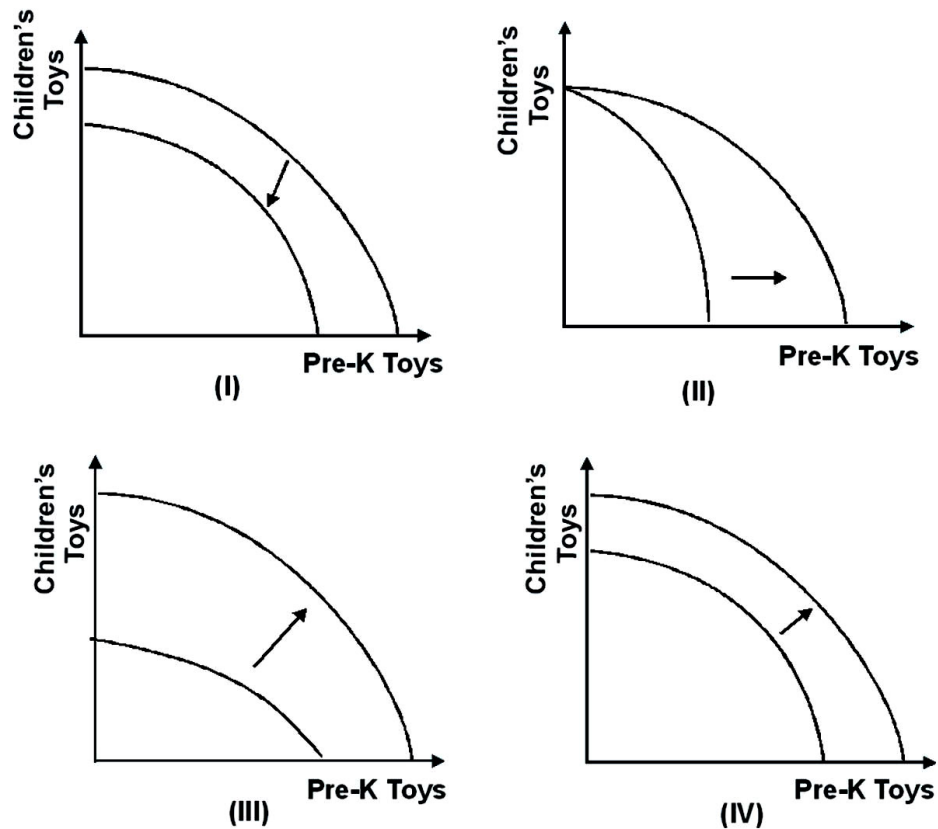 Children's
Toys
Pre-K Toys
(I)
Children's
Toys
Pre-K Toys
(II)
Children's
Toys
Pre-K Toys
(III)
Children's
Toys
Pre-K Toys
(IV)